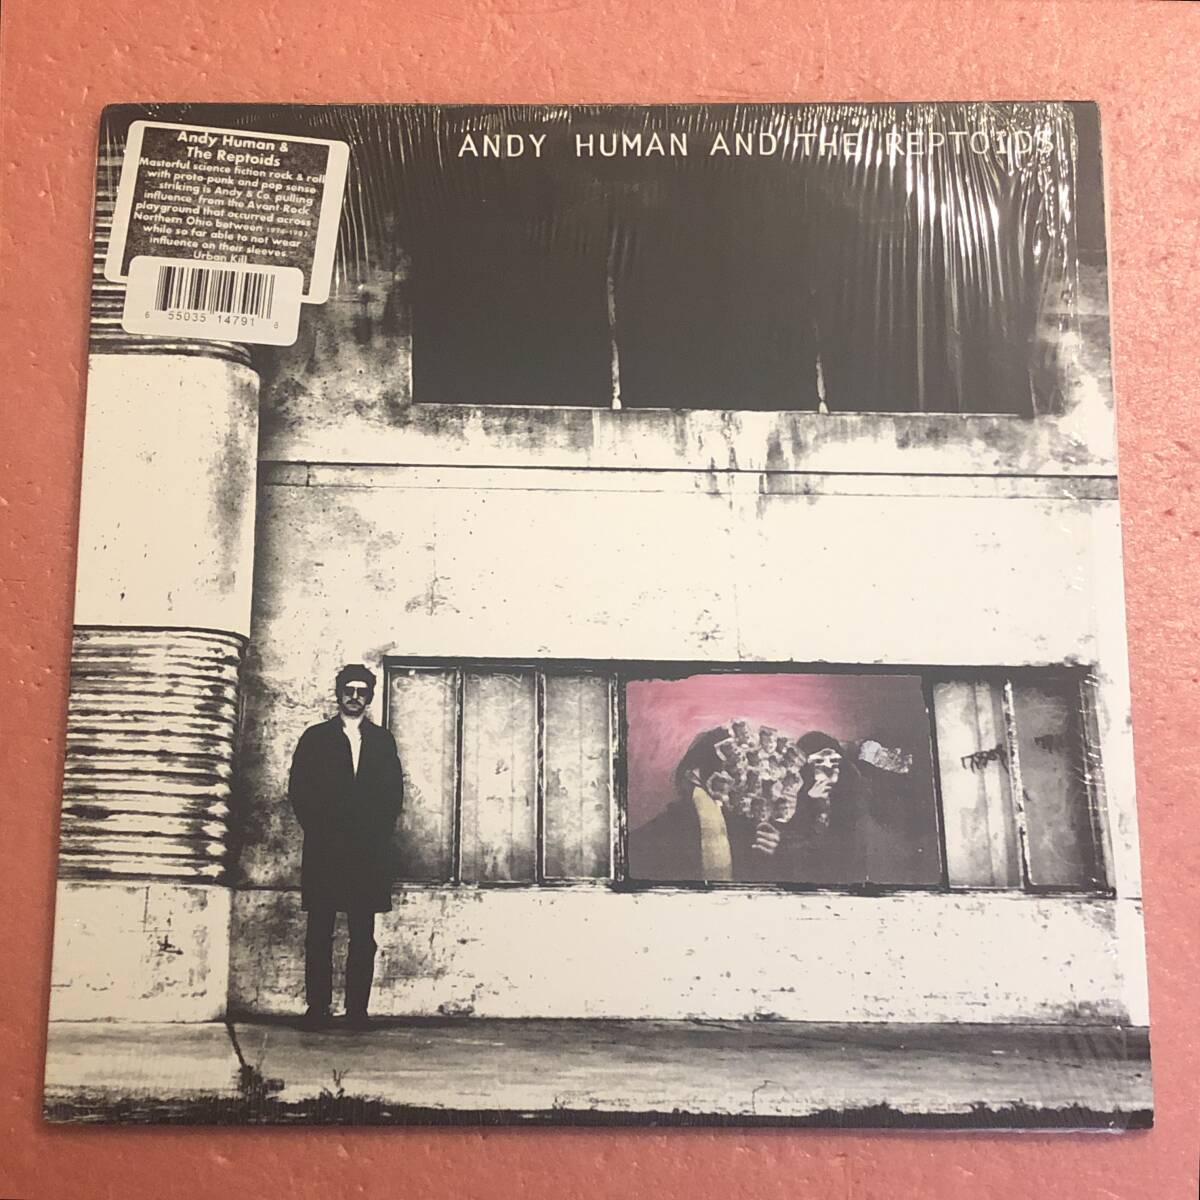 ANDY HUMAN AND THE REPTOIDS
Andy Human &
The Reptoids
Masterful science fiction rock & roll
with proto-punk and pop sense
striking is Andy & Co. pulling
influence from the Avant-Rock
playground that occurred across
Northern Ohio between 1976-1982,
while so far able to not wear
influence on their sleeves.
Urban Kill
6 55035 14791 8